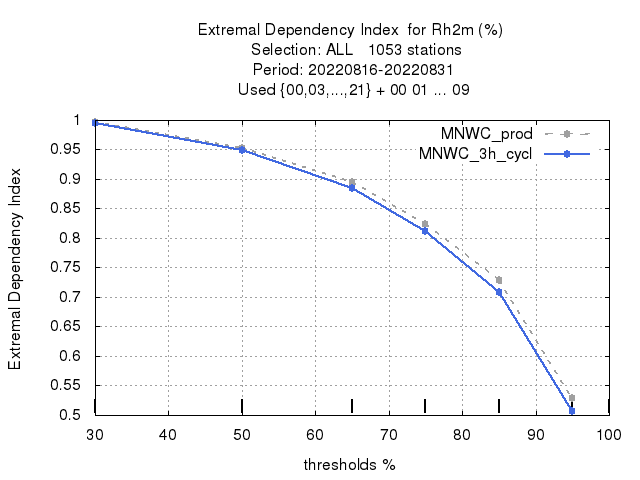 Extremal Dependency Index  for Rh2m (%)
Selection: ALL   1053 stations
Period: 20220816-20220831
Used {00,03,...,21} + 00 01 ... 09
MNWC_prod
MNWC_3h_cycl
Extremal Dependency Index
1
0.95
0.9
0.85
0.8
0.75
0.7
0.65
0.6
0.55
0.5
30 40 50 60 70 80 90 100
thresholds %